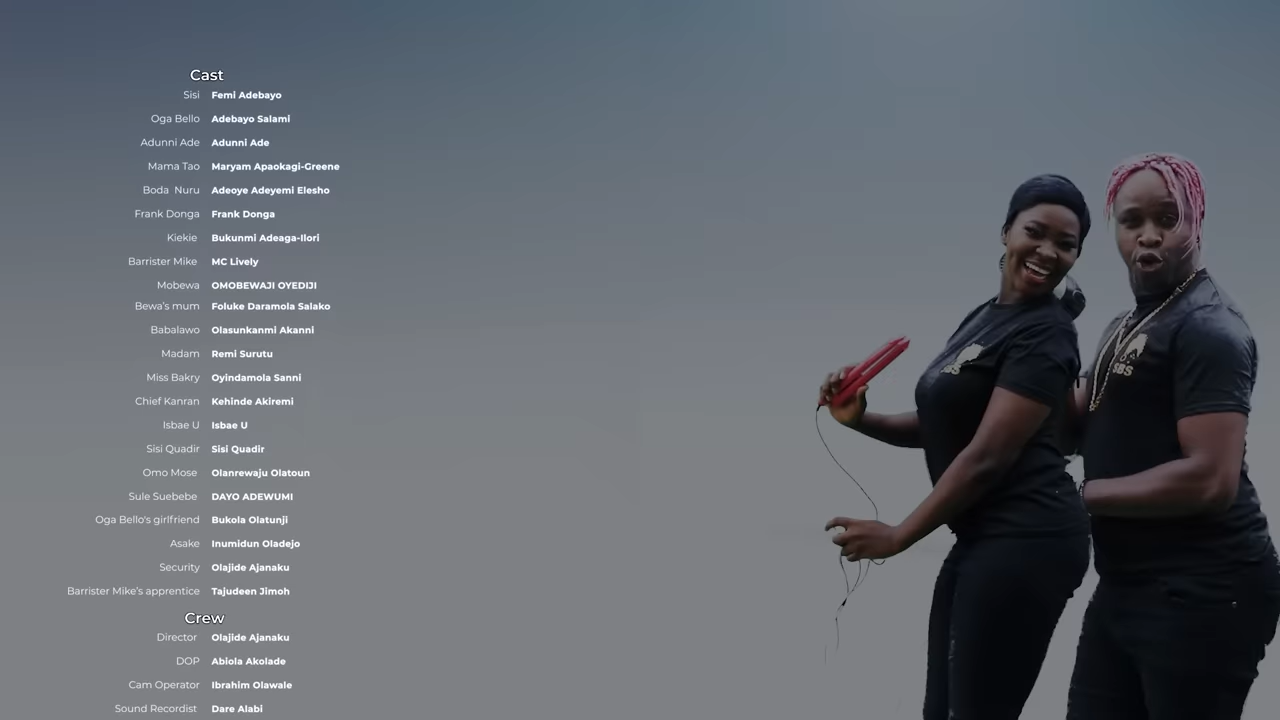 Cast
Sisi Femi Adebayo
Oga Bello Adebayo Salami
Adunni Ade Adunni Ade
Mama Tao Maryam Apaokagi-Greene
Boda Nuru Adeoye Adeyemi Elesho
Frank Donga Frank Donga
Kiekie Bukunmi Adeaga-Ilori
Barrister Mike MC Lively
Mobewa OMOBEWAJI OYEDIJI
Bewa's mum Foluke Daramola Salako
Babalawo Olasunkanmi Akanni
Madam Remi Surutu
Miss Bakry Oyindamola Sanni
Chief Kanran Kehinde Akiremi
Isbae U Isbae U
Sisi Quadir Sisi Quadir
Omo Mose Olanrewaju Olatoun
Sule Suebebe DAYO ADEWUMI
Oga Bello's girlfriend Bukola Olatunji
Asake Inumidun Oladejo
Security Olajide Ajanaku
Barrister Mike's apprentice Tajudeen Jimoh
Crew
Director Olajide Ajanaku
DOP Abiola Akolade
Cam Operator Ibrahim Olawale
Sound Recordist Dare Alabi
SBS